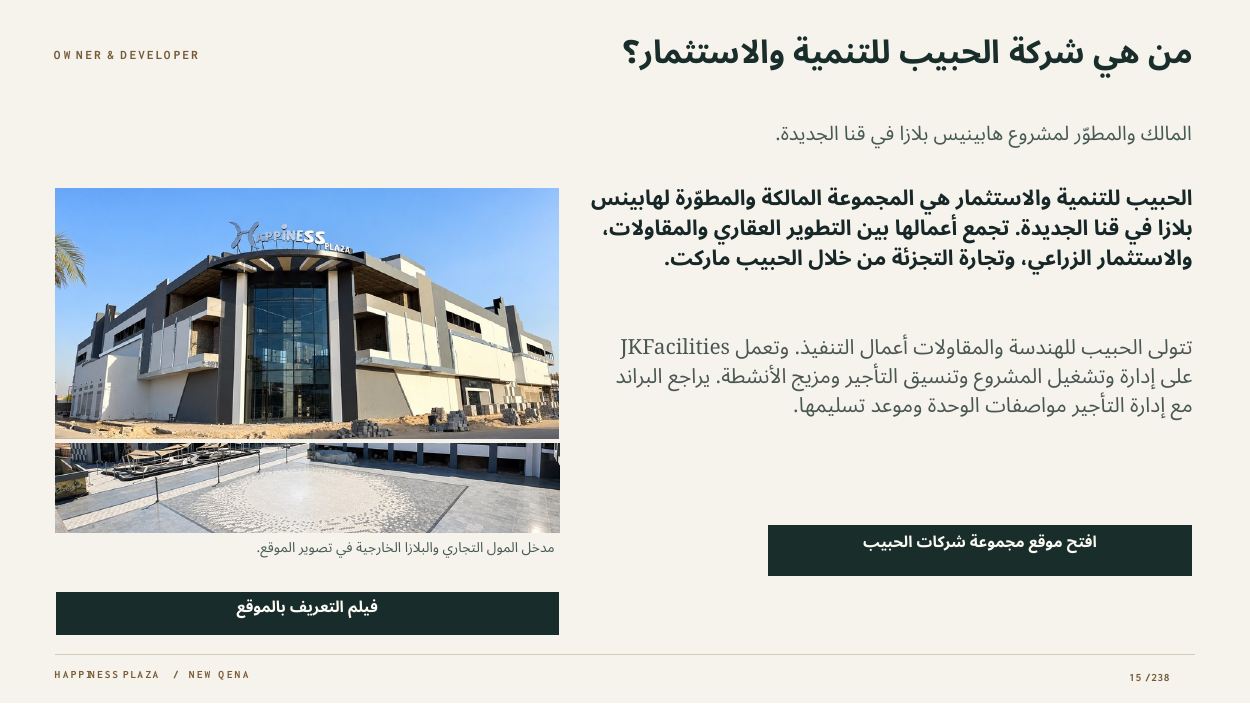 OWNER & DEVELOPER
من هي شركة الحبيب للتنمية والاستثمار؟
المالك والمطوّر لمشروع هابينيس بلازا في قنا الجديدة.
الحبيب للتنمية والاستثمار هي المجموعة المالكة والمطوّرة لهابينس
بلازا في قنا الجديدة. تجمع أعمالها بين التطوير العقاري والمقاولات،
والاستثمار الزراعي، وتجارة التجزئة من خلال الحبيب ماركت.
تتولى الحبيب للهندسة والمقاولات أعمال التنفيذ. وتعمل JKFacilities
على إدارة وتشغيل المشروع وتنسيق التأجير ومزيج الأنشطة. يراجع البراند
مع إدارة التأجير مواصفات الوحدة وموعد تسليمها.
افتح موقع مجموعة شركات الحبيب
HAPPiNESS
PLAZA
مدخل المول التجاري والبلازا الخارجية في تصوير الموقع.
فيلم التعريف بالموقع
HAPPINESS PLAZA / NEW QENA
15 /238